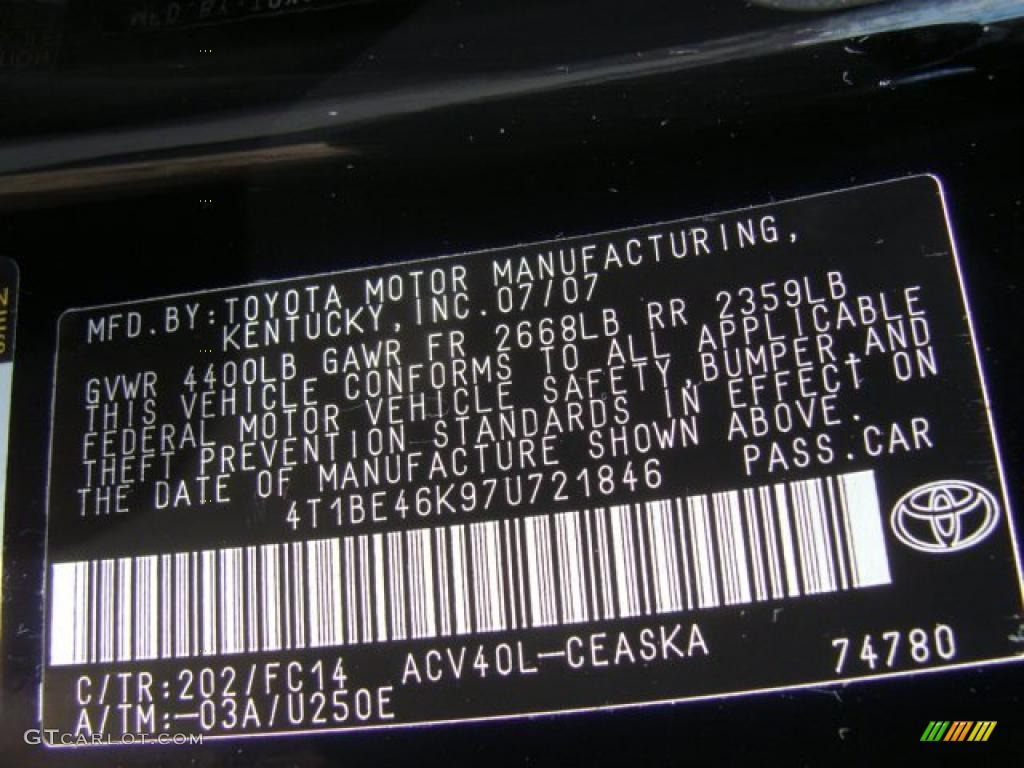 MFD.BY:TOYOTA MOTOR MANUFACTURING,
KENTUCKY,INC.07/07
GVWR 4400LB GAWR FR 2668LB RR 2359LB
THIS VEHICLE CONFORMS TO ALL APPLICABLE
FEDERAL MOTOR VEHICLE SAFETY,BUMPER,AND
THEFT PREVENTION STANDARDS IN EFFECT ON
THE DATE OF MANUFACTURE SHOWN ABOVE.
4T1BE46K97U721846 PASS.CAR
C/TR:202/FC14 ACV40L-CEASKA 74780
A/TM:-03A/U250E
GTcarlot.com